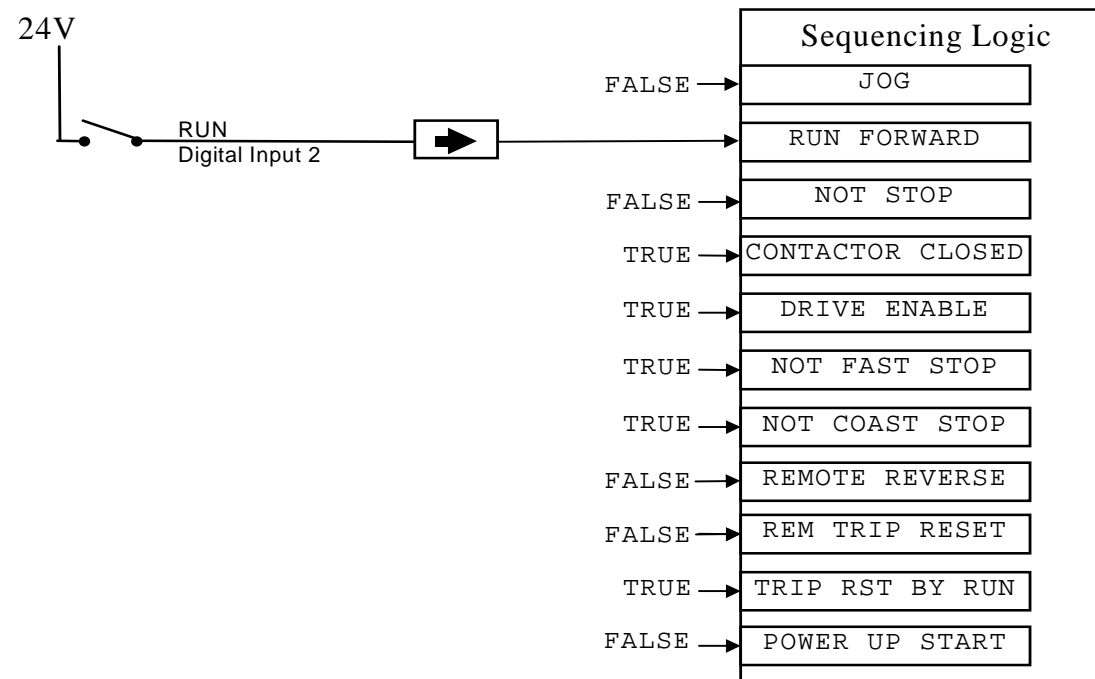 24V
Sequencing Logic
FALSE JOG
RUN
Digital Input 2
RUN FORWARD
FALSE NOT STOP
TRUE CONTACTOR CLOSED
TRUE DRIVE ENABLE
TRUE NOT FAST STOP
TRUE NOT COAST STOP
FALSE REMOTE REVERSE
FALSE REM TRIP RESET
TRUE TRIP RST BY RUN
FALSE POWER UP START